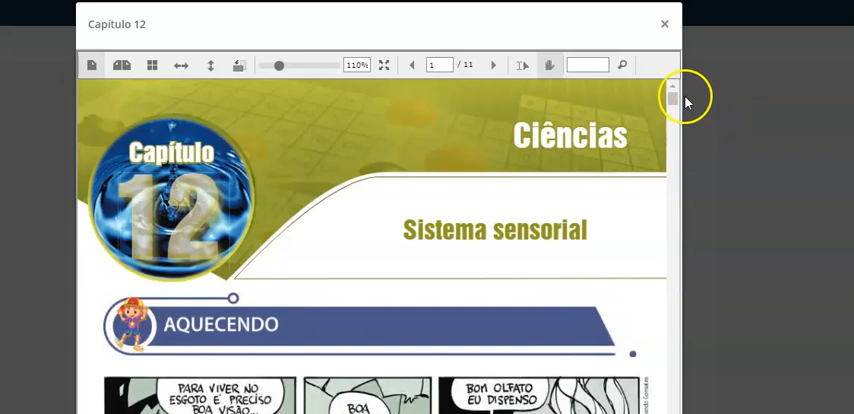 Capítulo 12
110%
1 / 11
Ciências
Capítulo
12
Sistema sensorial
AQUECENDO
PARA VIVER NO
ESGOTO É PRECISO
BOA VISÃO...
BOA
BOM OLFATO
EU DISPENSO